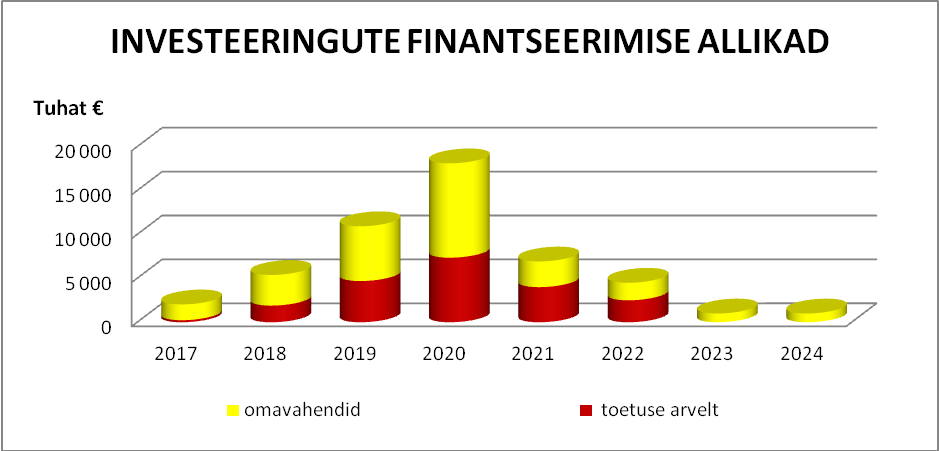 INVESTEERINGUTE FINANTSEERIMISE ALLIKAD
Tuhat €
20 000
15 000
10 000
5 000
0
2017 2018 2019 2020 2021 2022 2023 2024
omavahendid toetuse arvelt